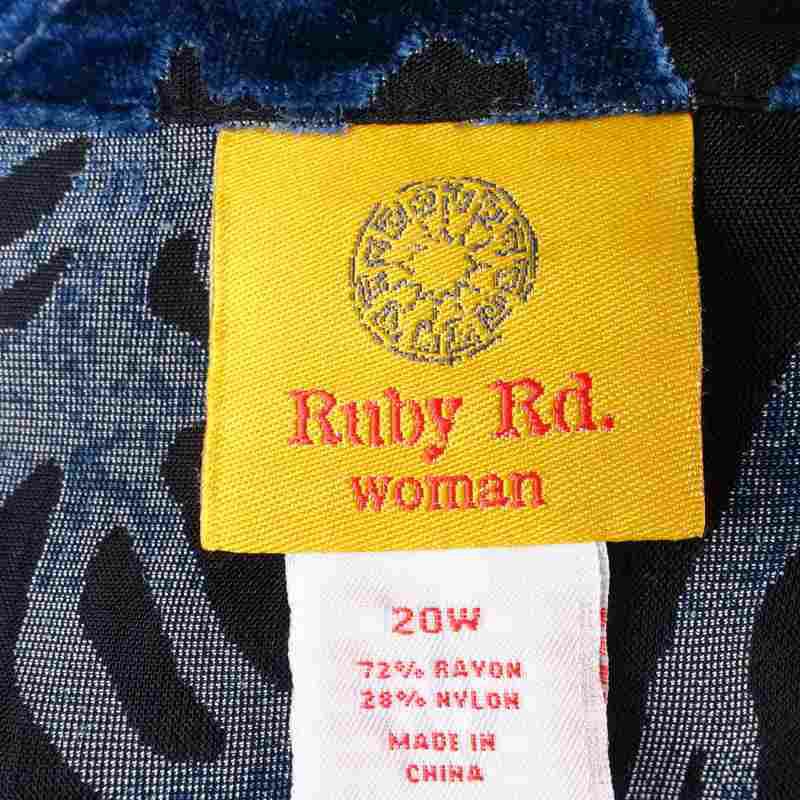 Ruby Rd.
woman
20W
72% RAYON
28% NYLON
MADE IN
CHINA